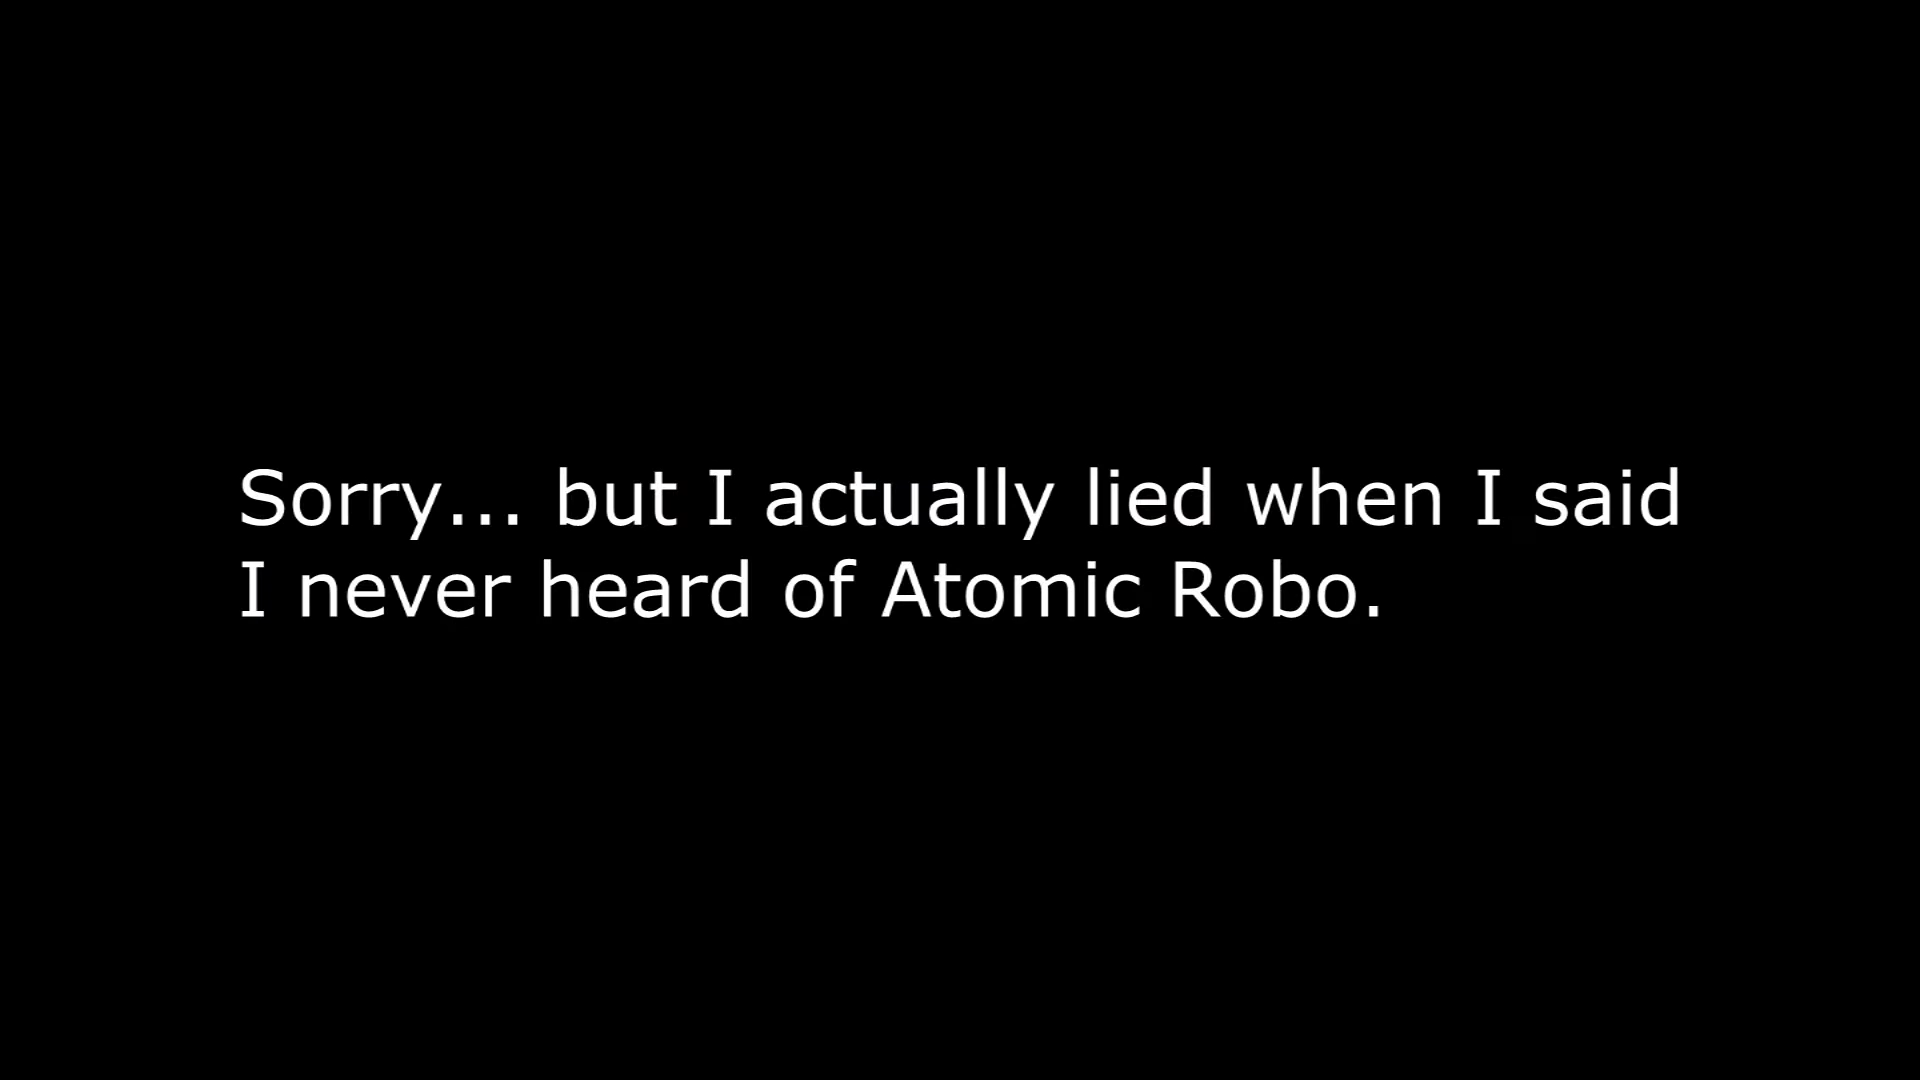 Sorry... but I actually lied when I said
I never heard of Atomic Robo.